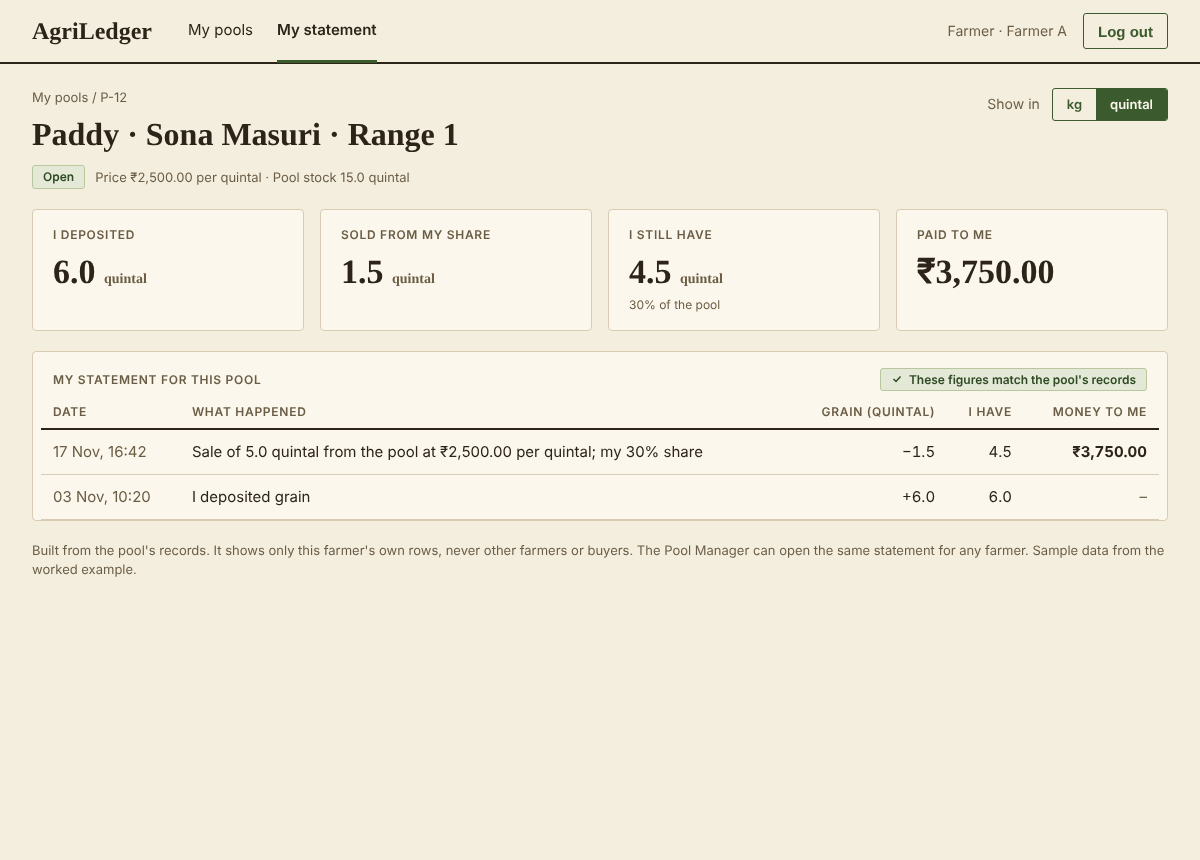 AgriLedger
My pools
My statement
Farmer · Farmer A
Log out
My pools / P-12
Show in
kg
quintal
Paddy · Sona Masuri · Range 1
Open
Price ₹2,500.00 per quintal · Pool stock 15.0 quintal
I DEPOSITED
6.0 quintal
SOLD FROM MY SHARE
1.5 quintal
I STILL HAVE
4.5 quintal
30% of the pool
PAID TO ME
₹3,750.00
MY STATEMENT FOR THIS POOL
✓ These figures match the pool's records
DATE WHAT HAPPENED GRAIN (QUINTAL) I HAVE MONEY TO ME
17 Nov, 16:42 Sale of 5.0 quintal from the pool at ₹2,500.00 per quintal; my 30% share −1.5 4.5 ₹3,750.00
03 Nov, 10:20 I deposited grain +6.0 6.0 –
Built from the pool's records. It shows only this farmer's own rows, never other farmers or buyers. The Pool Manager can open the same statement for any farmer. Sample data from the
worked example.